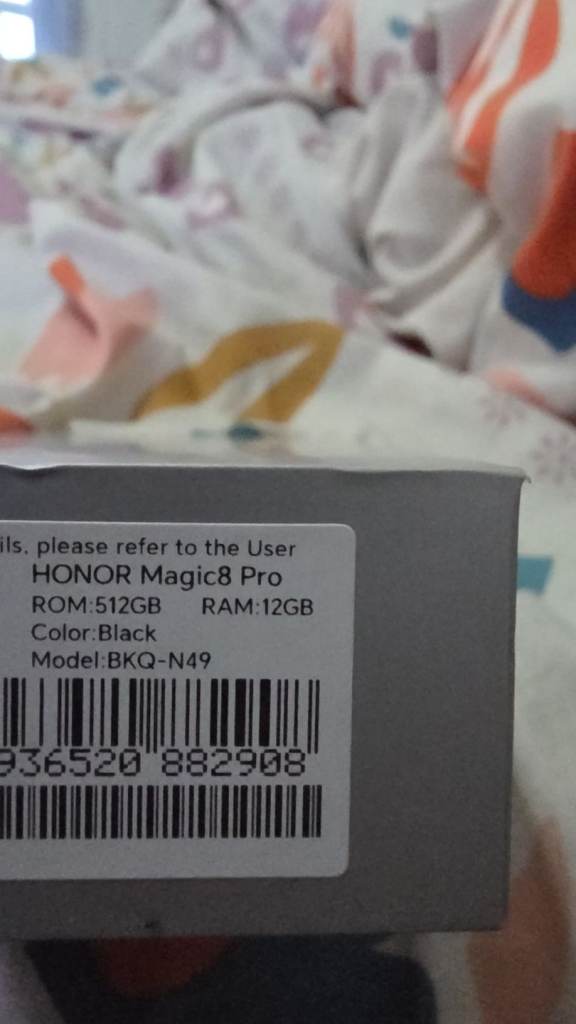 ils. please refer to the User
HONOR Magic8 Pro
ROM:512GB RAM:12GB
Color:Black
Model:BKQ-N49
936520 882908